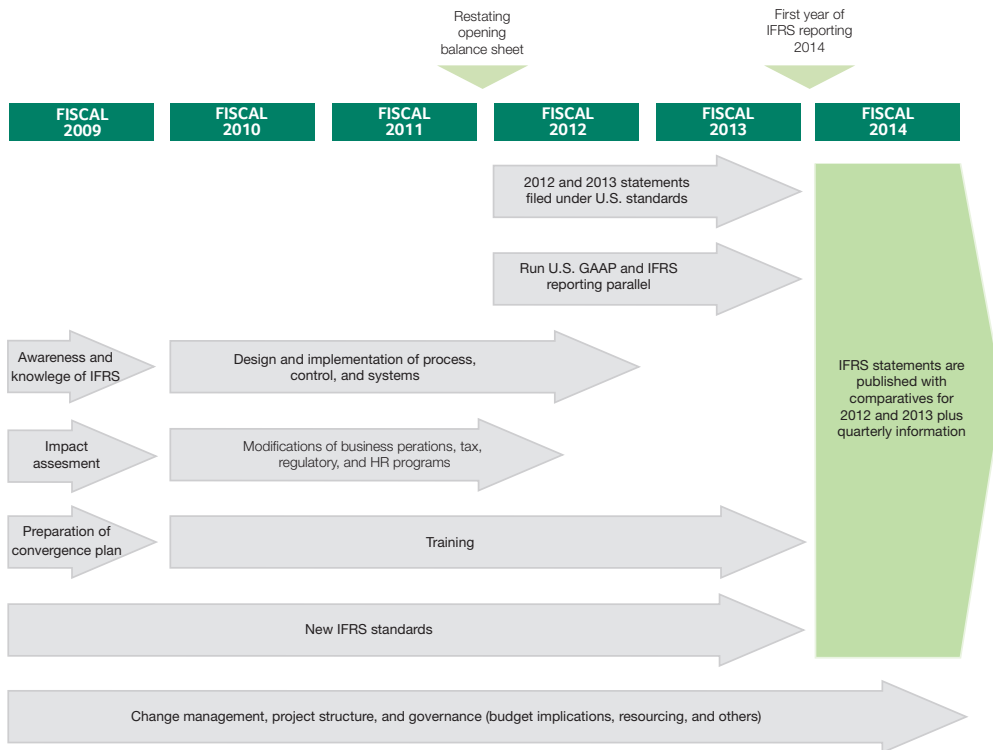 Restating
opening
balance sheet
First year of
IFRS reporting
2014
FISCAL
2009
FISCAL
2010
FISCAL
2011
FISCAL
2012
FISCAL
2013
FISCAL
2014
2012 and 2013 statements
filed under U.S. standards
Run U.S. GAAP and IFRS
reporting parallel
Awareness and
knowlege of IFRS
Design and implementation of process,
control, and systems
IFRS statements are
published with
comparatives for
2012 and 2013 plus
quarterly information
Impact
assesment
Modifications of business perations, tax,
regulatory, and HR programs
Preparation of
convergence plan
Training
New IFRS standards
Change management, project structure, and governance (budget implications, resourcing, and others)